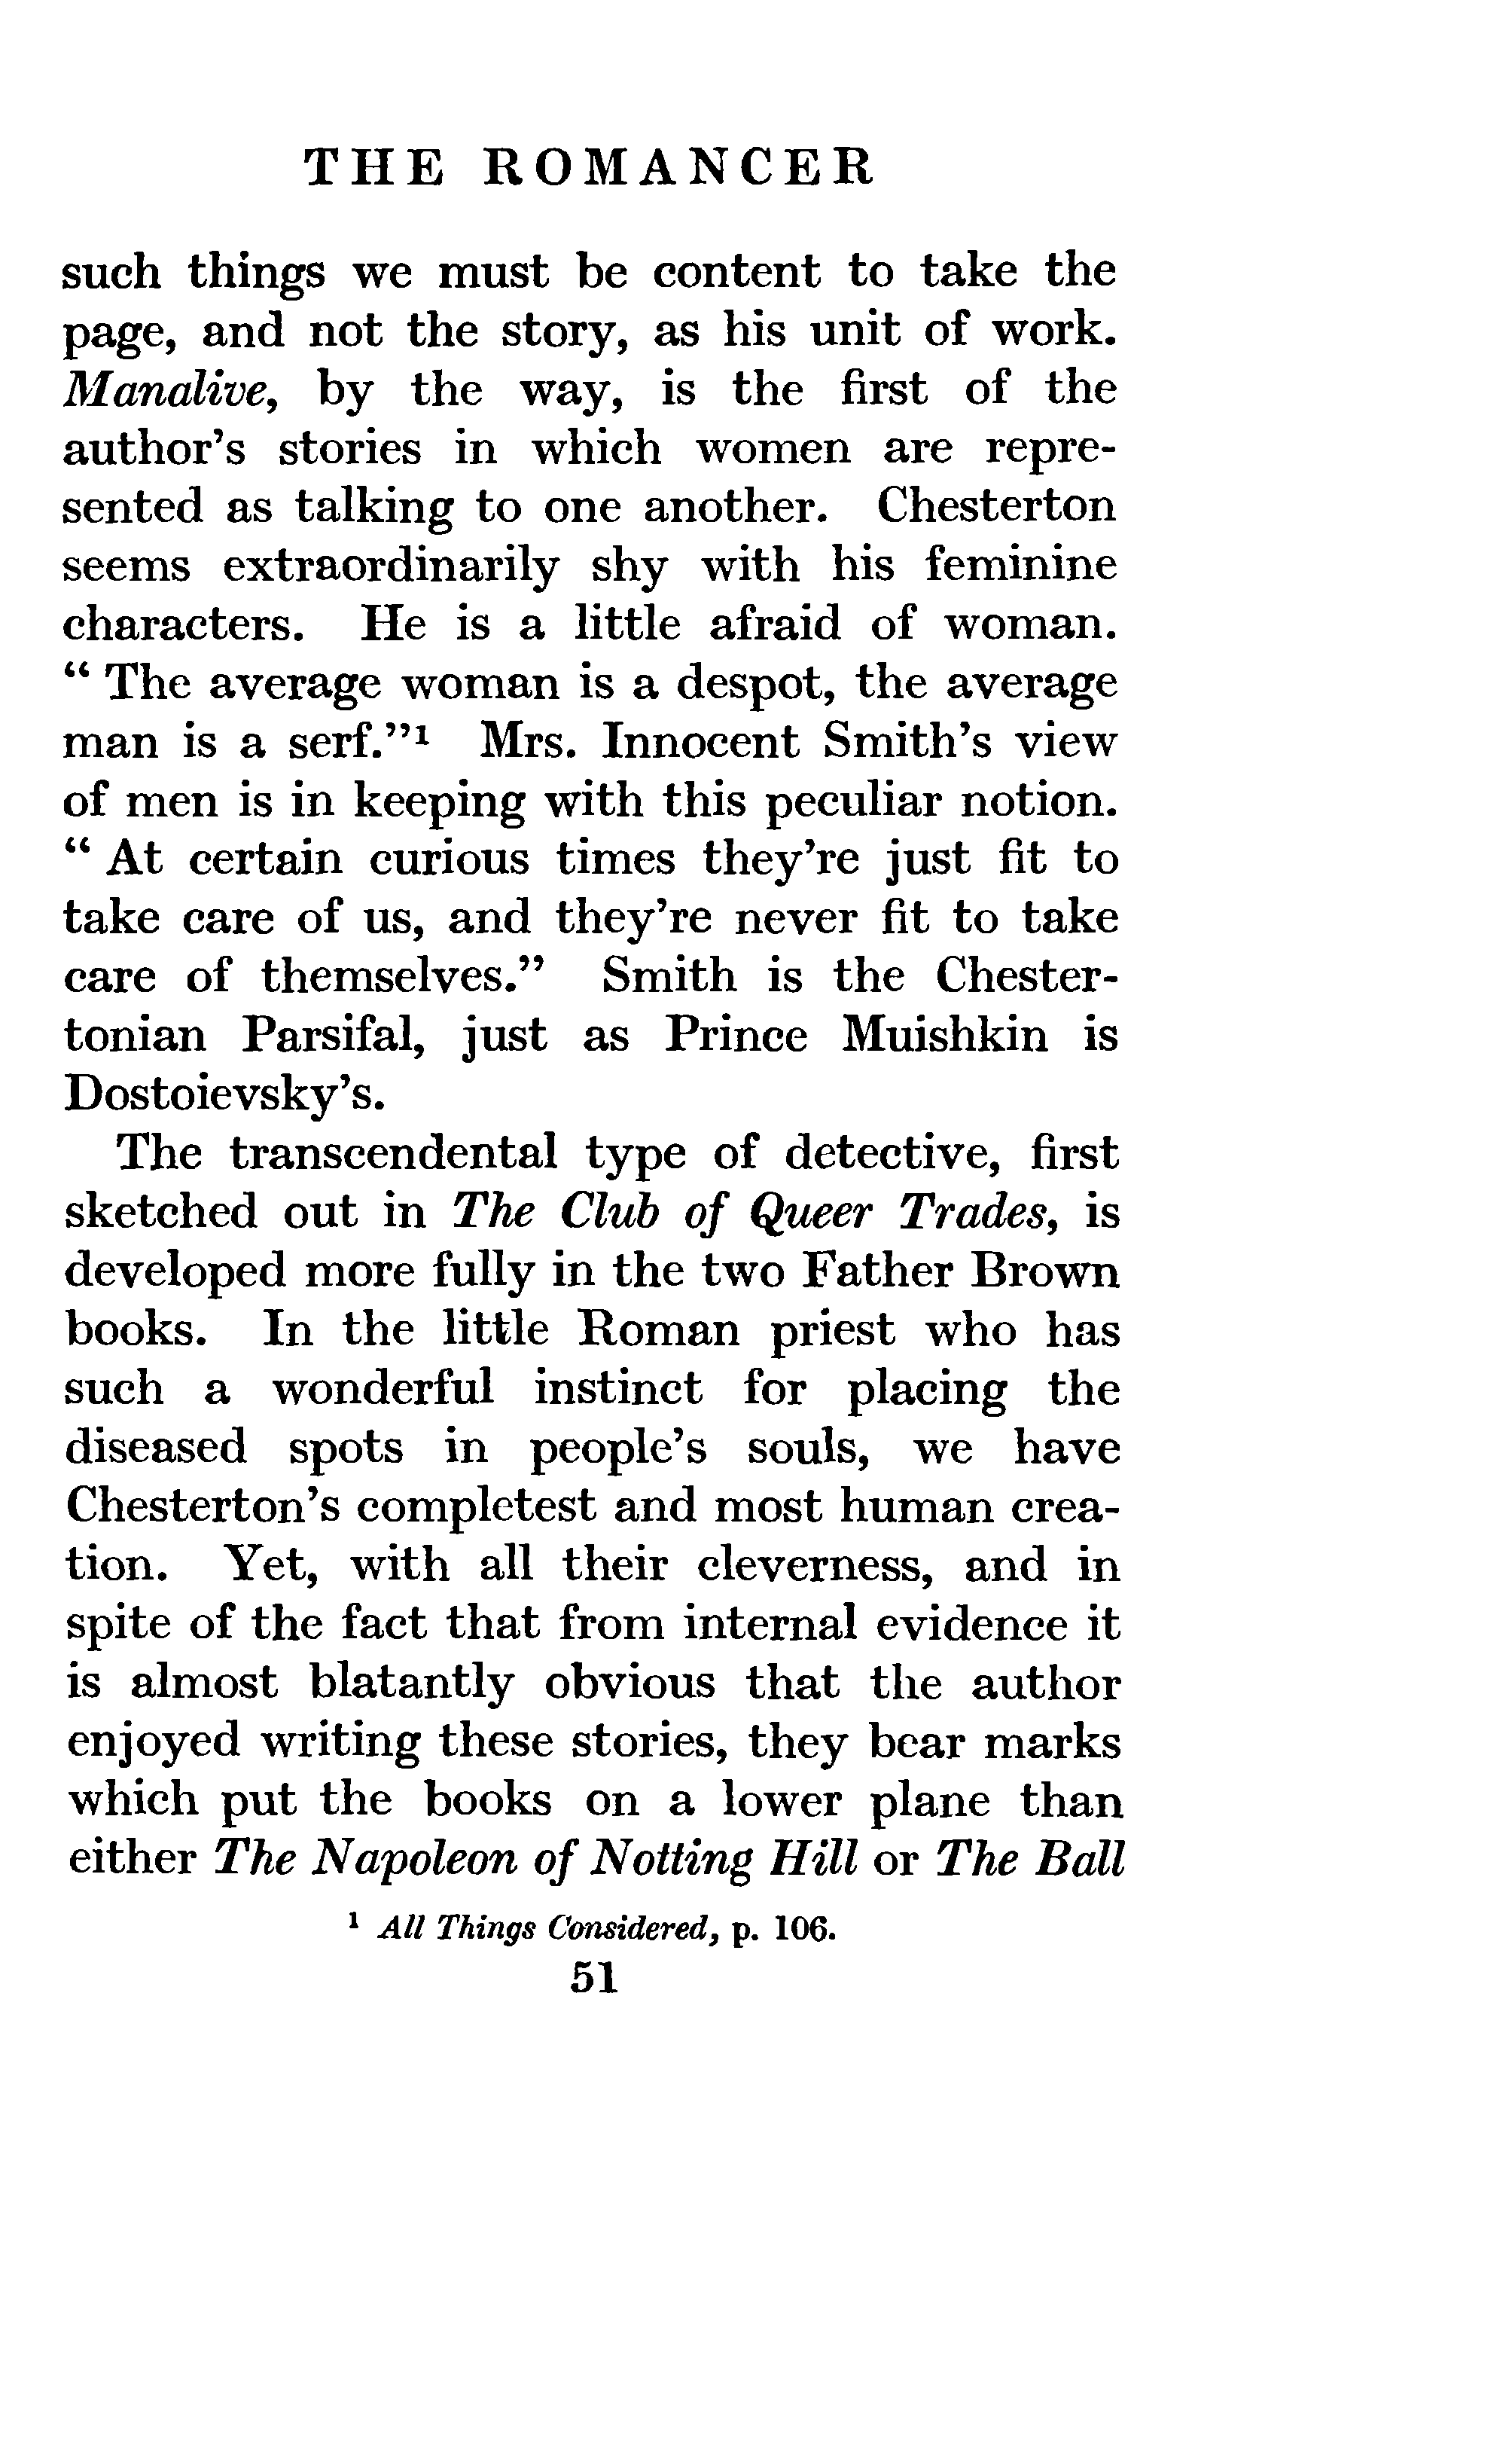 THE ROMANCER
such things we must be content to take the
page, and not the story, as his unit of work.
Manalive, by the way, is the first of the
author's stories in which women are repre-
sented as talking to one another. Chesterton
seems extraordinarily shy with his feminine
characters. He is a little afraid of woman.
“ The average woman is a despot, the average
man is a serf.”¹ Mrs. Innocent Smith's view
of men is in keeping with this peculiar notion.
“ At certain curious times they're just fit to
take care of us, and they're never fit to take
care of themselves.” Smith is the Chester-
tonian Parsifal, just as Prince Muishkin is
Dostoievsky's.
The transcendental type of detective, first
sketched out in The Club of Queer Trades, is
developed more fully in the two Father Brown
books. In the little Roman priest who has
such a wonderful instinct for placing the
diseased spots in people's souls, we have
Chesterton's completest and most human crea-
tion. Yet, with all their cleverness, and in
spite of the fact that from internal evidence it
is almost blatantly obvious that the author
enjoyed writing these stories, they bear marks
which put the books on a lower plane than
either The Napoleon of Notting Hill or The Ball
¹ All Things Considered, p. 106.
51